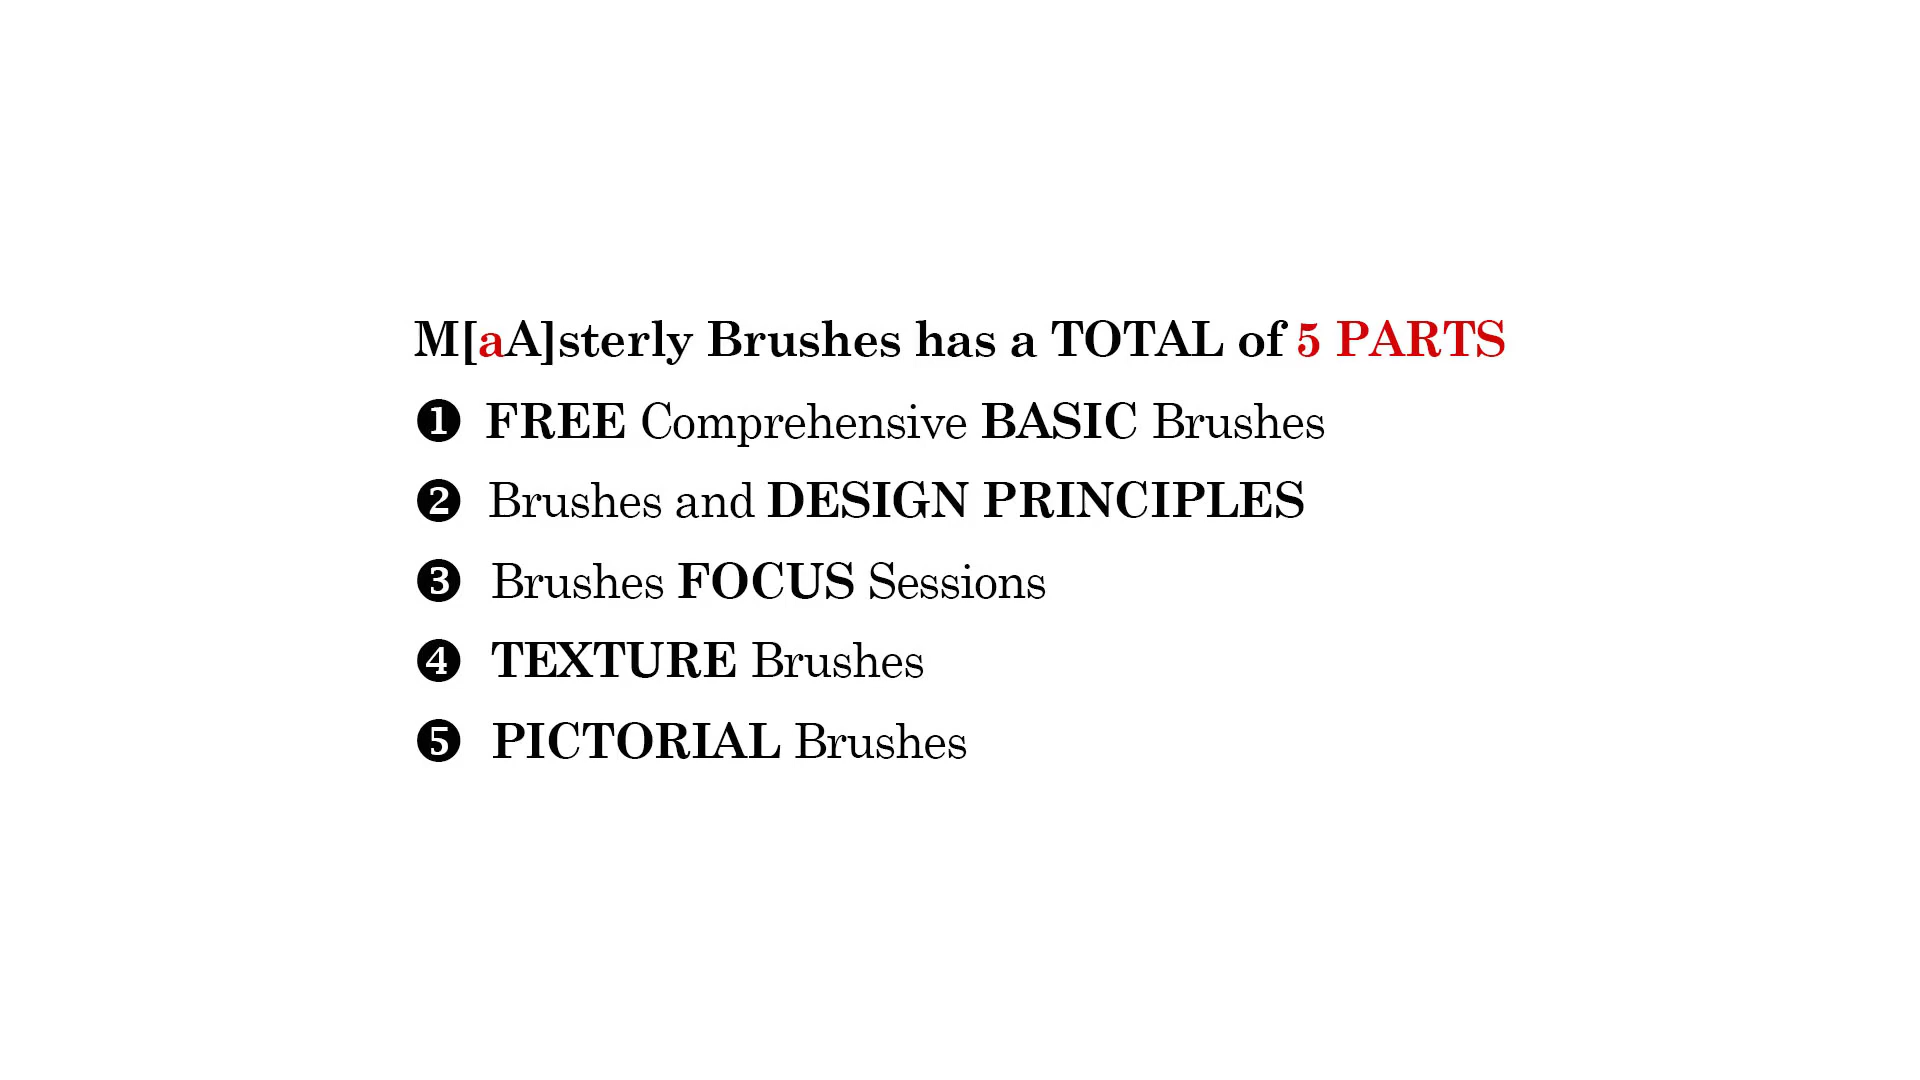 M[aA]sterly Brushes has a TOTAL of 5 PARTS
❶ FREE Comprehensive BASIC Brushes
❷ Brushes and DESIGN PRINCIPLES
❸ Brushes FOCUS Sessions
❹ TEXTURE Brushes
❺ PICTORIAL Brushes